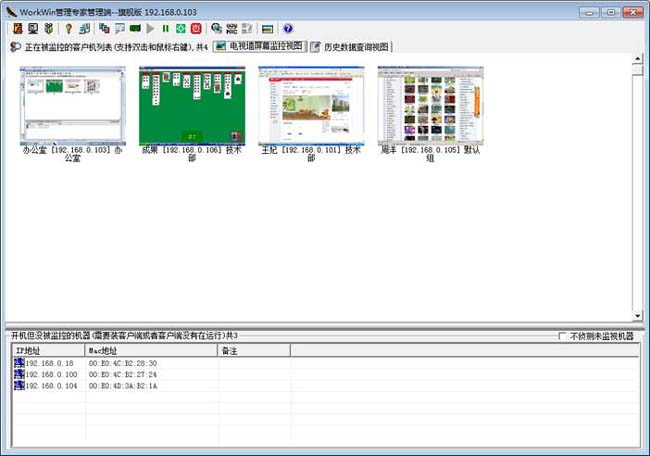 WorkWin管理专家管理端--旗舰版 192.168.0.103
正在被监控的客户机列表(支持双击和鼠标右键),共4 电视墙屏幕监控视图 历史数据查询视图
办公室【192.168.0.103】办公室
成果【192.168.0.106】技术部
王妃【192.168.0.101】技术部
周洋【192.168.0.105】默认组
开机但没被监控的机器(需要装客户端或者客户端没有在运行)共3 不侦测未监视机器
IP地址 Mac地址 备注
192.168.0.18 00:E0:4C:B2:28:30
192.168.0.100 00:E0:4C:B2:27:24
192.168.0.104 00:E0:4D:3A:B2:1A